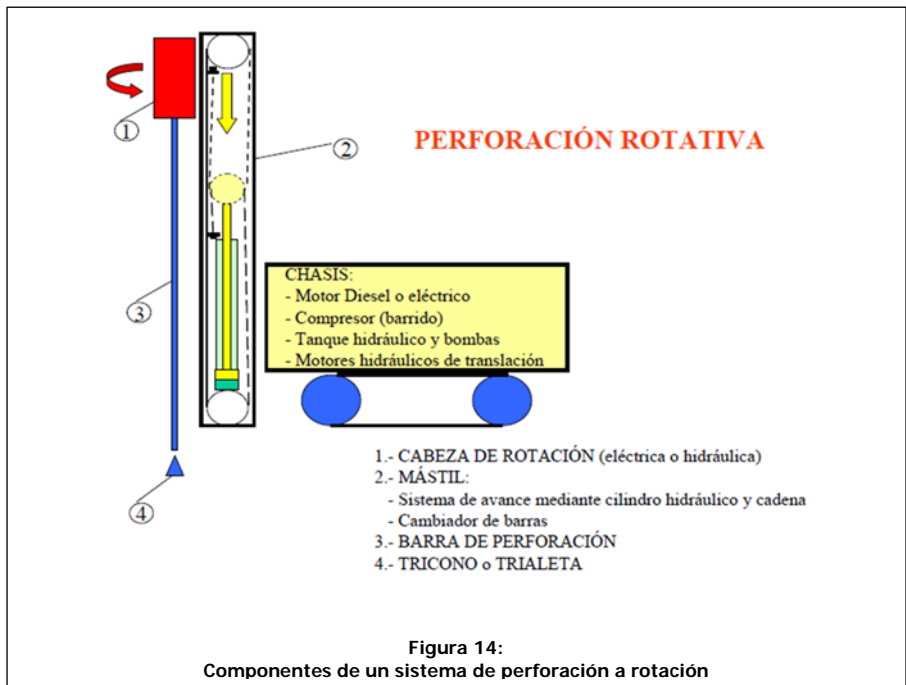 PERFORACIÓN ROTATIVA
1
2
3
4
CHASIS:
- Motor Diesel o eléctrico
- Compresor (barrido)
- Tanque hidráulico y bombas
- Motores hidráulicos de translación
1.- CABEZA DE ROTACIÓN (eléctrica o hidráulica)
2.- MÁSTIL:
- Sistema de avance mediante cilindro hidráulico y cadena
- Cambiador de barras
3.- BARRA DE PERFORACIÓN
4.- TRICONO o TRIALETA
Figura 14:
Componentes de un sistema de perforación a rotación